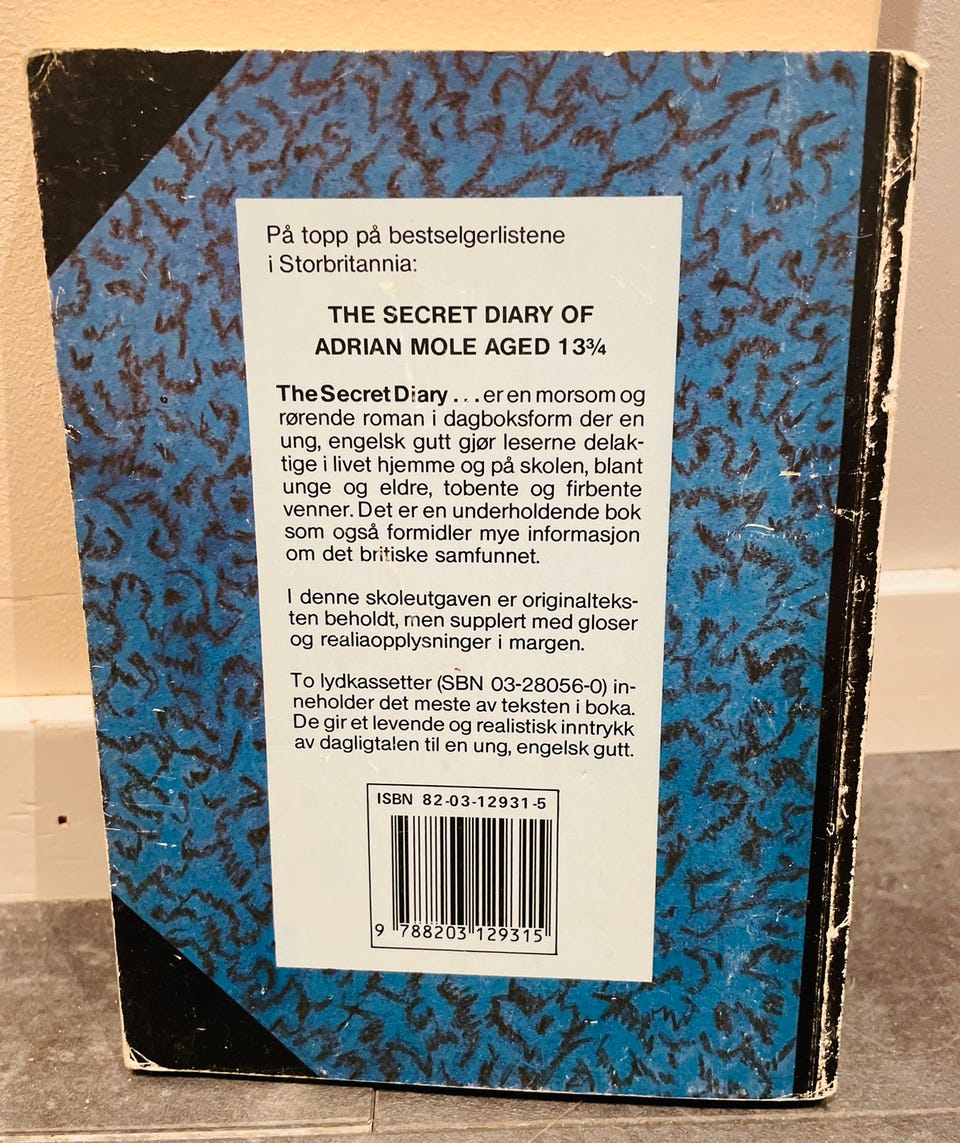 På topp på bestselgerlistene
i Storbritannia:
THE SECRET DIARY OF
ADRIAN MOLE AGED 13¾
The Secret Diary . . . er en morsom og
rørende roman i dagboksform der en
ung, engelsk gutt gjør leserne delak-
tige i livet hjemme og på skolen, blant
unge og eldre, tobente og firbente
venner. Det er en underholdende bok
som også formidler mye informasjon
om det britiske samfunnet.
I denne skoleutgaven er originalteks-
ten beholdt, men supplert med gloser
og realiaopplysninger i margen.
To lydkassetter (SBN 03-28056-0) in-
neholder det meste av teksten i boka.
De gir et levende og realistisk inntrykk
av dagligtalen til en ung, engelsk gutt.
ISBN 82-03-12931-5
9 788203 129315